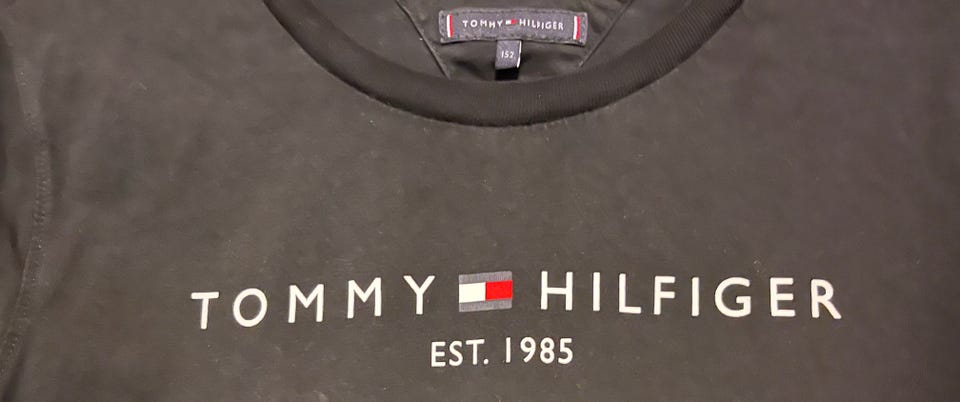 TOMMY HILFIGER
152
TOMMY HILFIGER
EST. 1985